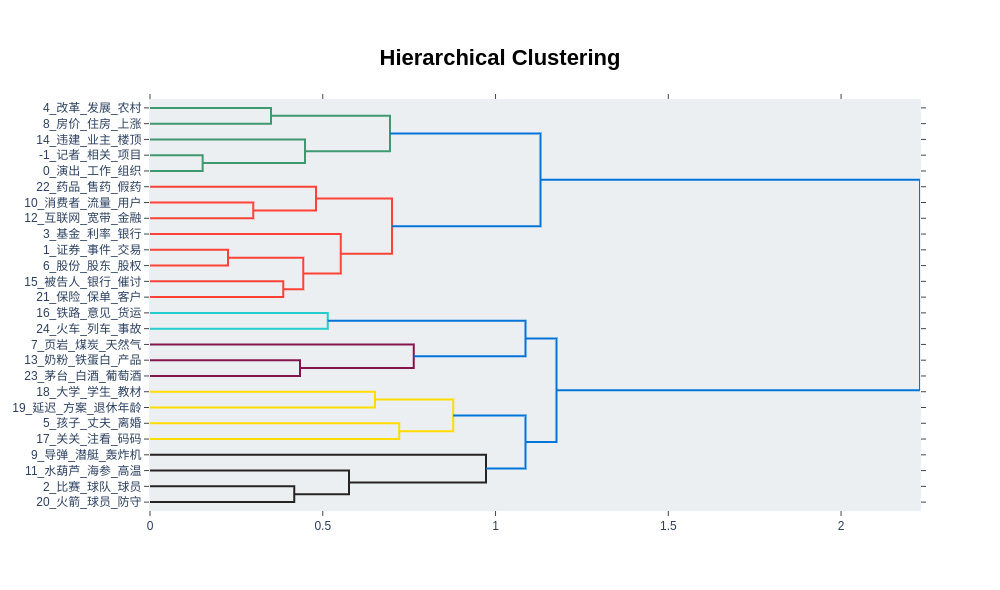 Hierarchical Clustering
4_改革_发展_农村
8_房价_住房_上涨
14_违建_业主_楼顶
-1_记者_相关_项目
0_演出_工作_组织
22_药品_售药_假药
10_消费者_流量_用户
12_互联网_宽带_金融
3_基金_利率_银行
1_证券_事件_交易
6_股份_股东_股权
15_被告人_银行_催讨
21_保险_保单_客户
16_铁路_意见_货运
24_火车_列车_事故
7_页岩_煤炭_天然气
13_奶粉_铁蛋白_产品
23_茅台_白酒_葡萄酒
18_大学_学生_教材
19_延迟_方案_退休年龄
5_孩子_丈夫_离婚
17_关关_注看_码码
9_导弹_潜艇_轰炸机
11_水葫芦_海参_高温
2_比赛_球队_球员
20_火箭_球员_防守
0 0.5 1 1.5 2